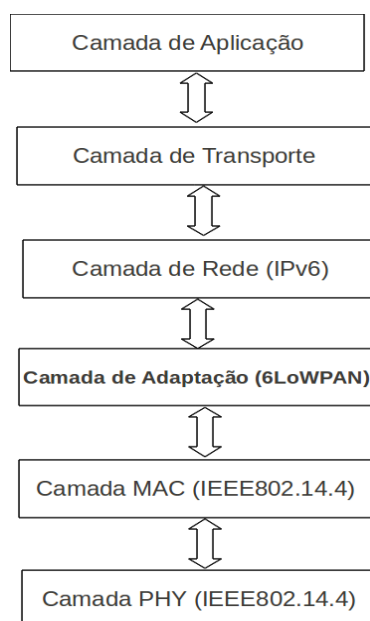 Camada de Aplicação
Camada de Transporte
Camada de Rede (IPv6)
Camada de Adaptação (6LoWPAN)
Camada MAC (IEEE802.14.4)
Camada PHY (IEEE802.14.4)